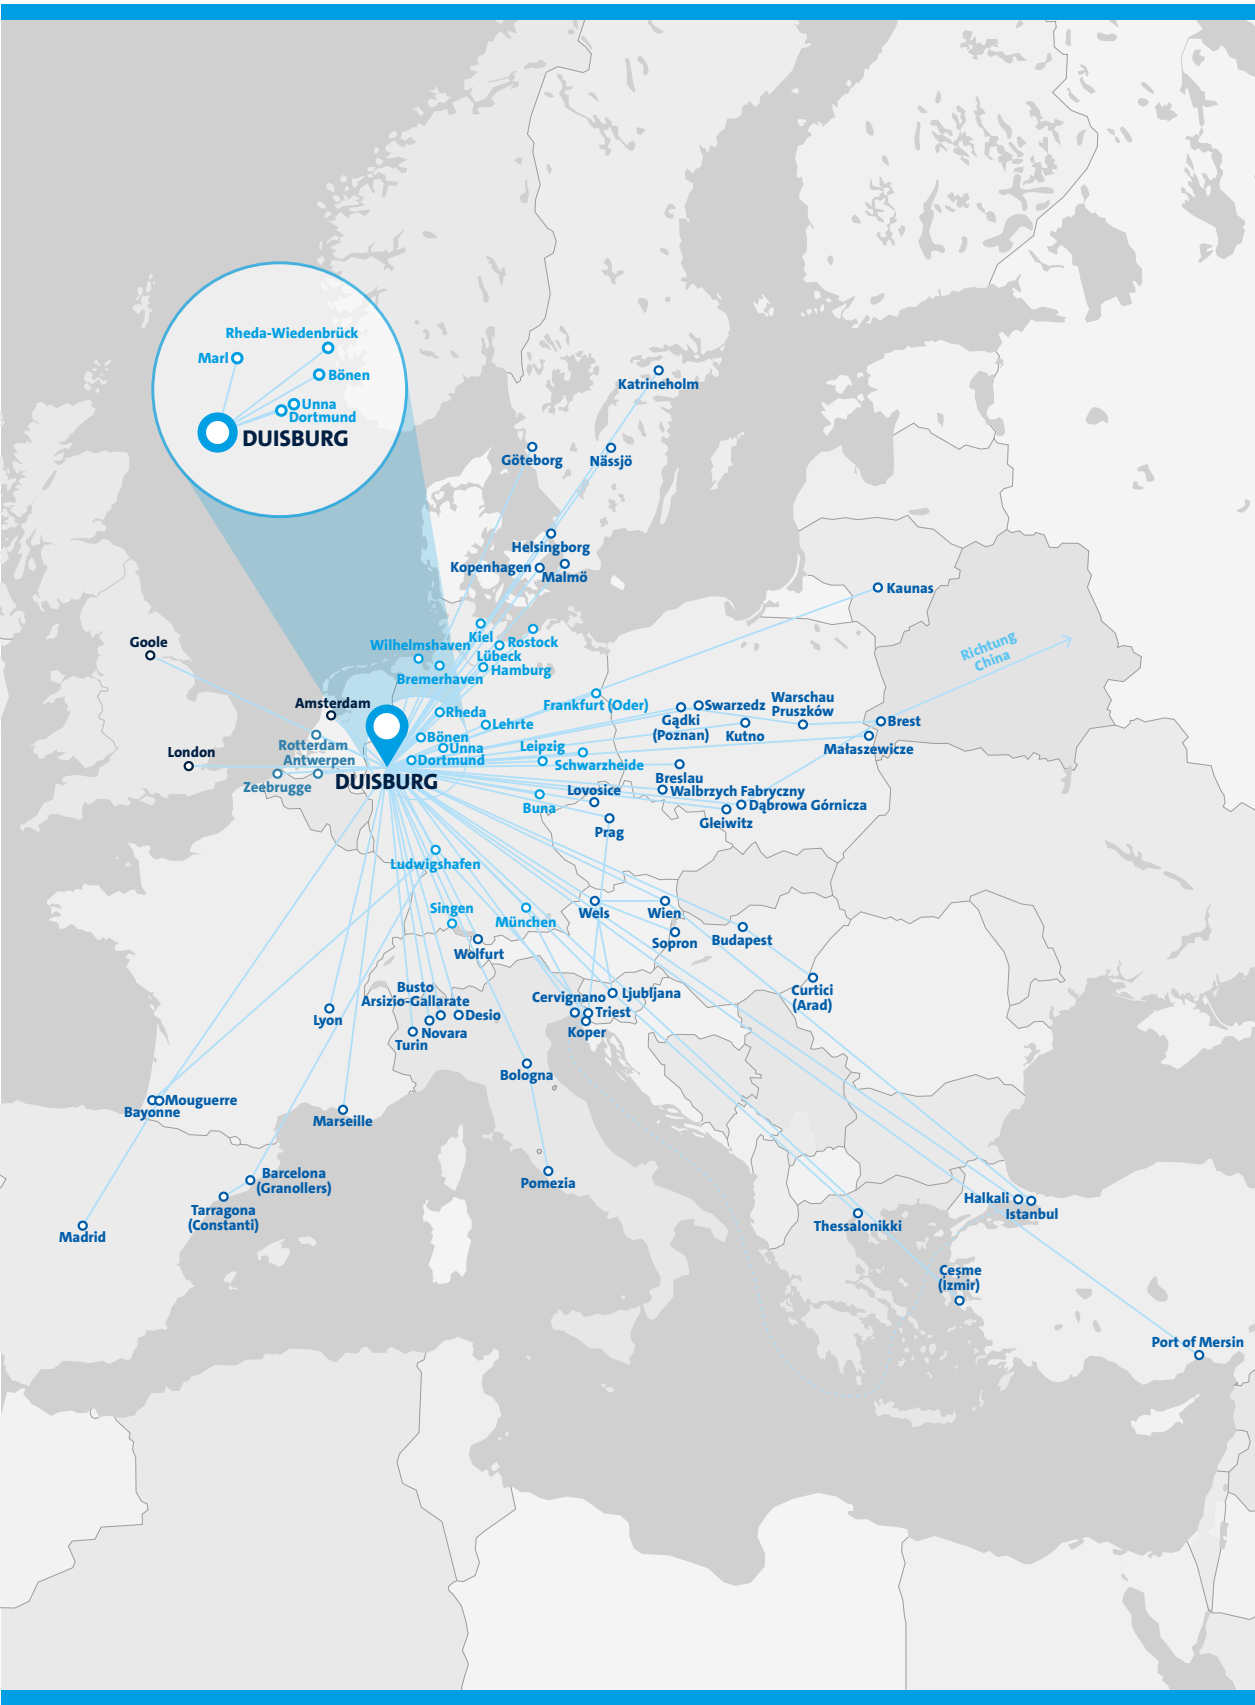 Rheda-Wiedenbrück
Marl
Bönen
Unna
Dortmund
DUISBURG
Katrineholm
Göteborg
Nässjö
Helsingborg
Kopenhagen
Malmö
Kaunas
Richtung
China
Goole
Kiel
Rostock
Wilhelmshaven
Lübeck
Hamburg
Bremerhaven
Amsterdam
Frankfurt (Oder)
Rheda
Lehrte
Swarzedz
Warschau
Pruszków
Gądki
(Poznan)
Kutno
Brest
Małaszewicze
Rotterdam
Bönen
Unna
Leipzig
London
Antwerpen
Dortmund
Schwarzheide
Zeebrugge
DUISBURG
Breslau
Lovosice
Walbrzych Fabryczny
Buna
Dąbrowa Górnicza
Prag
Gleiwitz
Ludwigshafen
Singen
München
Wels
Wien
Wolfurt
Sopron
Budapest
Busto
Arsizio-Gallarate
Cervignano
Ljubljana
Curtici
(Arad)
Lyon
Desio
Triest
Novara
Koper
Turin
Bologna
Mouguerre
Bayonne
Marseille
Barcelona
(Granollers)
Pomezia
Tarragona
(Constanti)
Halkali
Istanbul
Madrid
Thessalonikki
Çeşme
(İzmir)
Port of Mersin